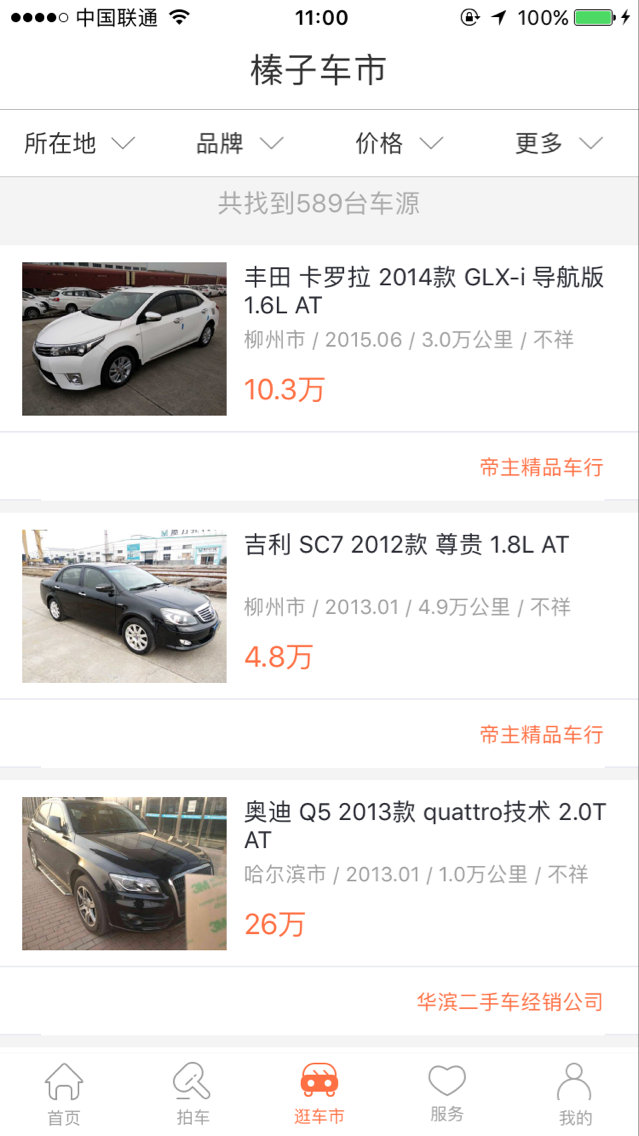 中国联通 11:00 100%
榛子车市
所在地 品牌 价格 更多
共找到589台车源
丰田 卡罗拉 2014款 GLX-i 导航版
1.6L AT
柳州市 / 2015.06 / 3.0万公里 / 不祥
10.3万
帝主精品车行
吉利 SC7 2012款 尊贵 1.8L AT
柳州市 / 2013.01 / 4.9万公里 / 不祥
4.8万
帝主精品车行
奥迪 Q5 2013款 quattro技术 2.0T
AT
哈尔滨市 / 2013.01 / 1.0万公里 / 不祥
3M
26万
华滨二手车经销公司
首页 拍车 逛车市 服务 我的